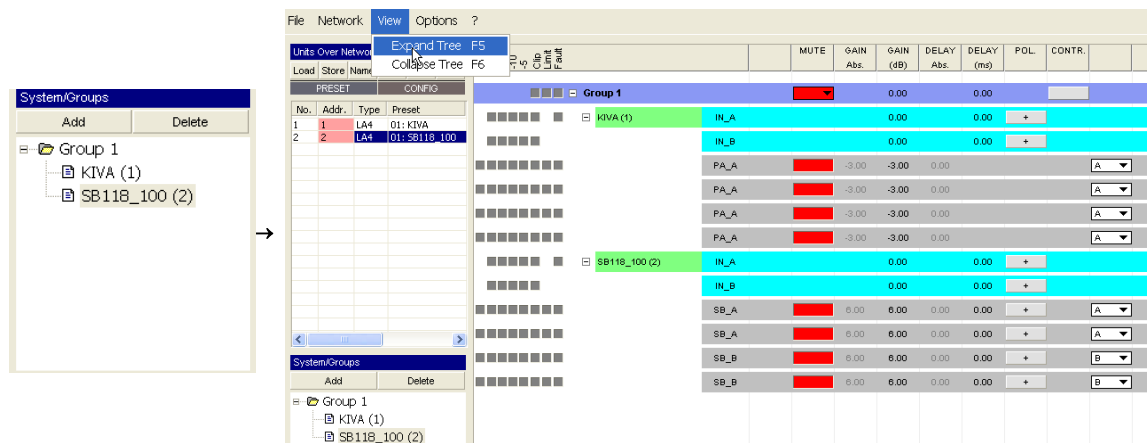 System/Groups
Add Delete
Group 1
KIVA (1)
SB118_100 (2)
→
File Network View Options ?
Expand Tree F5
Collapse Tree F6
Units Over Netwo
Load Store Name
PRESET CONFIG
No. Addr. Type Preset
1 1 LA4 01: KIVA
2 2 LA4 01: SB118_100
System/Groups
Add Delete
Group 1
KIVA (1)
SB118_100 (2)
-10 -5 Clip Limit Fault
MUTE GAIN Abs. GAIN (dB) DELAY Abs. DELAY (ms) POL. CONTR.
Group 1 0.00 0.00
KIVA (1) IN_A 0.00 0.00 +
IN_B 0.00 0.00 +
PA_A -3.00 -3.00 0.00 A
PA_A -3.00 -3.00 0.00 A
PA_A -3.00 -3.00 0.00 A
PA_A -3.00 -3.00 0.00 A
SB118_100 (2) IN_A 0.00 0.00 +
IN_B 0.00 0.00 +
SB_A 6.00 6.00 0.00 0.00 + A
SB_A 6.00 6.00 0.00 0.00 + A
SB_B 6.00 6.00 0.00 0.00 + B
SB_B 6.00 6.00 0.00 0.00 + B